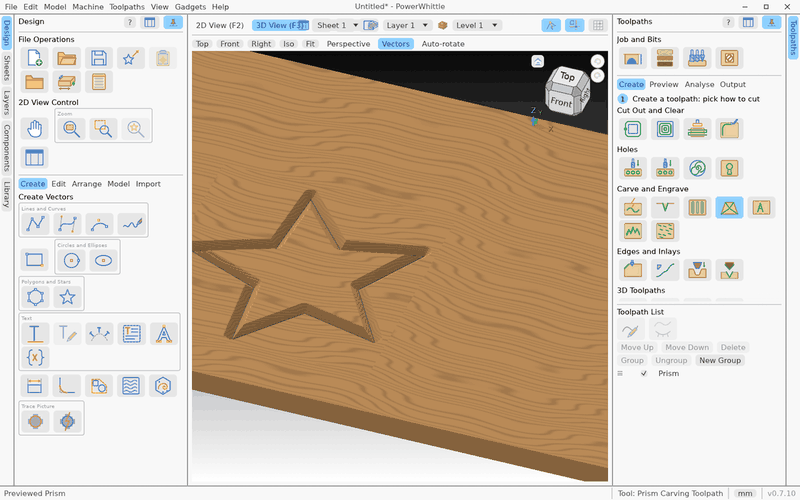 Untitled* - PowerWhittle
File Edit Model Machine Toolpaths View Gadgets Help
Design
Sheets
Layers
Components
Library
Design ?
File Operations
2D View Control
Zoom
Create Edit Arrange Model Import
Create Vectors
Lines and Curves
Circles and Ellipses
Polygons and Stars
Text
Trace Picture
2D View (F2) 3D View (F3) Sheet 1 Layer 1 Level 1
Top Front Right Iso Fit Perspective Vectors Auto-rotate
Top
Front
Right
Z
X
Toolpaths ?
Toolpaths
Job and Bits
Create Preview Analyse Output
1 Create a toolpath: pick how to cut
Cut Out and Clear
Holes
Carve and Engrave
Edges and Inlays
3D Toolpaths
Toolpath List
Move Up Move Down Delete
Group Ungroup New Group
Prism
Previewed Prism
Tool: Prism Carving Toolpath mm v0.7.10